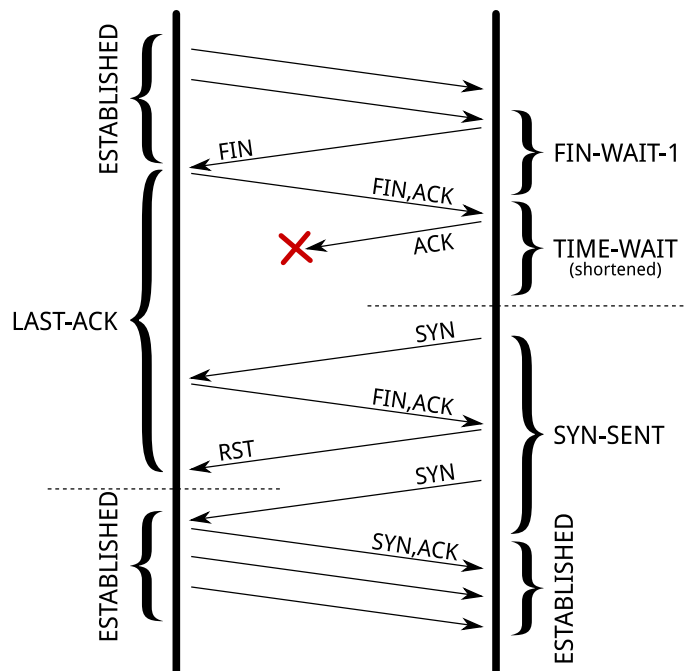 ESTABLISHED
FIN
FIN-WAIT-1
FIN,ACK
ACK
TIME-WAIT
(shortened)
LAST-ACK
SYN
FIN,ACK
SYN-SENT
RST
SYN
ESTABLISHED
SYN,ACK
ESTABLISHED